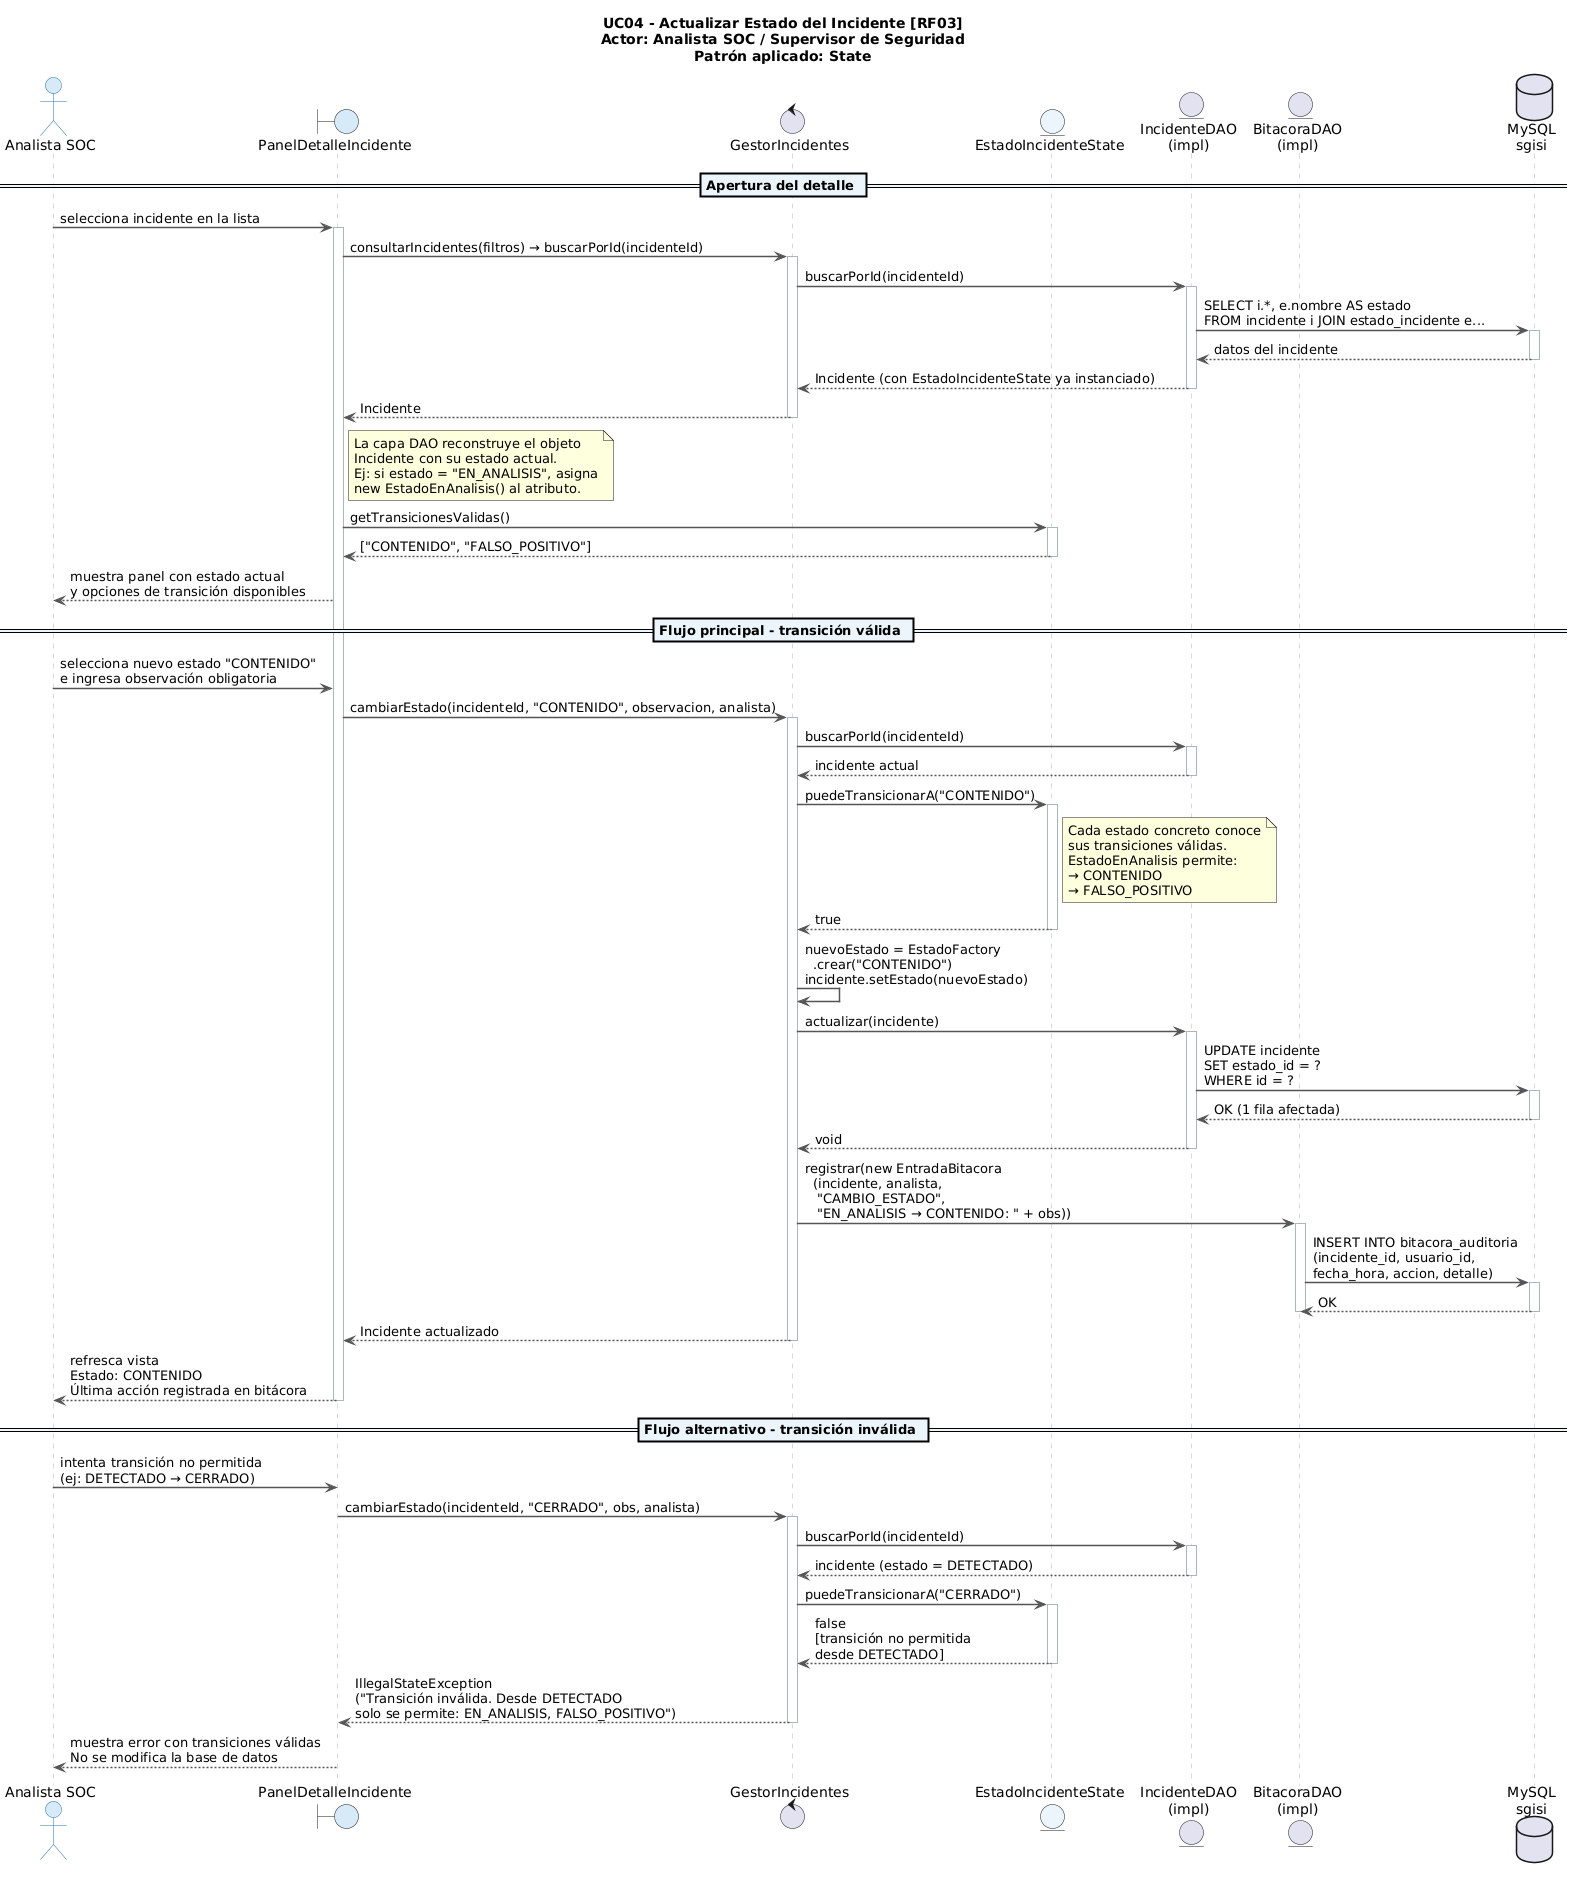 UC04 - Actualizar Estado del Incidente [RF03]
Actor: Analista SOC / Supervisor de Seguridad
Patrón aplicado: State
Analista SOC
PanelDetalleIncidente
GestorIncidentes
EstadoIncidenteState
IncidenteDAO
(impl)
BitacoraDAO
(impl)
MySQL
sgisi
Apertura del detalle
selecciona incidente en la lista
consultarIncidentes(filtros) → buscarPorId(incidenteId)
buscarPorId(incidenteId)
SELECT i.*, e.nombre AS estado
FROM incidente i JOIN estado_incidente e...
datos del incidente
Incidente (con EstadoIncidenteState ya instanciado)
Incidente
La capa DAO reconstruye el objeto
Incidente con su estado actual.
Ej: si estado = "EN_ANALISIS", asigna
new EstadoEnAnalisis() al atributo.
getTransicionesValidas()
["CONTENIDO", "FALSO_POSITIVO"]
muestra panel con estado actual
y opciones de transición disponibles
Flujo principal - transición válida
selecciona nuevo estado "CONTENIDO"
e ingresa observación obligatoria
cambiarEstado(incidenteId, "CONTENIDO", observacion, analista)
buscarPorId(incidenteId)
incidente actual
puedeTransicionarA("CONTENIDO")
Cada estado concreto conoce
sus transiciones válidas.
EstadoEnAnalisis permite:
→ CONTENIDO
→ FALSO_POSITIVO
true
nuevoEstado = EstadoFactory
.crear("CONTENIDO")
incidente.setEstado(nuevoEstado)
actualizar(incidente)
UPDATE incidente
SET estado_id = ?
WHERE id = ?
OK (1 fila afectada)
void
registrar(new EntradaBitacora
(incidente, analista,
"CAMBIO_ESTADO",
"EN_ANALISIS → CONTENIDO: " + obs))
INSERT INTO bitacora_auditoria
(incidente_id, usuario_id,
fecha_hora, accion, detalle)
OK
Incidente actualizado
refresca vista
Estado: CONTENIDO
Última acción registrada en bitácora
Flujo alternativo - transición inválida
intenta transición no permitida
(ej: DETECTADO → CERRADO)
cambiarEstado(incidenteId, "CERRADO", obs, analista)
buscarPorId(incidenteId)
incidente (estado = DETECTADO)
puedeTransicionarA("CERRADO")
false
[transición no permitida
desde DETECTADO]
IllegalStateException
("Transición inválida. Desde DETECTADO
solo se permite: EN_ANALISIS, FALSO_POSITIVO")
muestra error con transiciones válidas
No se modifica la base de datos
Analista SOC
PanelDetalleIncidente
GestorIncidentes
EstadoIncidenteState
IncidenteDAO
(impl)
BitacoraDAO
(impl)
MySQL
sgisi